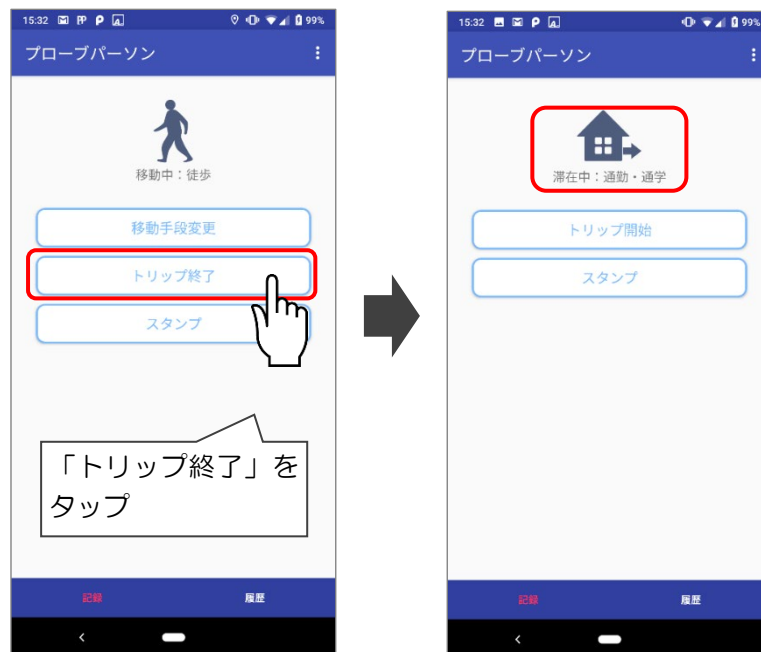 15:32 99%
プローブパーソン
移動中：徒歩
移動手段変更
トリップ終了
スタンプ
「トリップ終了」を
タップ
記録 履歴
15:32 99%
プローブパーソン
滞在中：通勤・通学
トリップ開始
スタンプ
記録 履歴